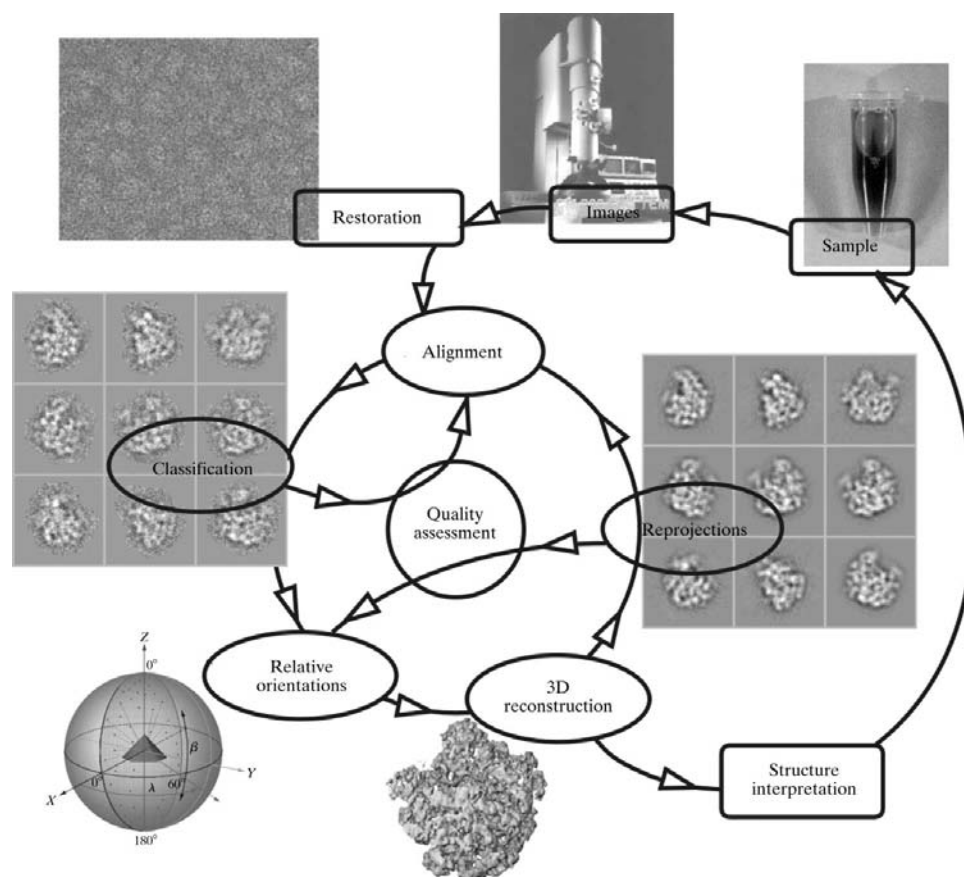 Restoration
Images
Sample
Alignment
Classification
Quality
assessment
Reprojections
Relative
orientations
3D
reconstruction
Structure
interpretation
Z
0°
β
Y
X
0°
λ
60°
180°